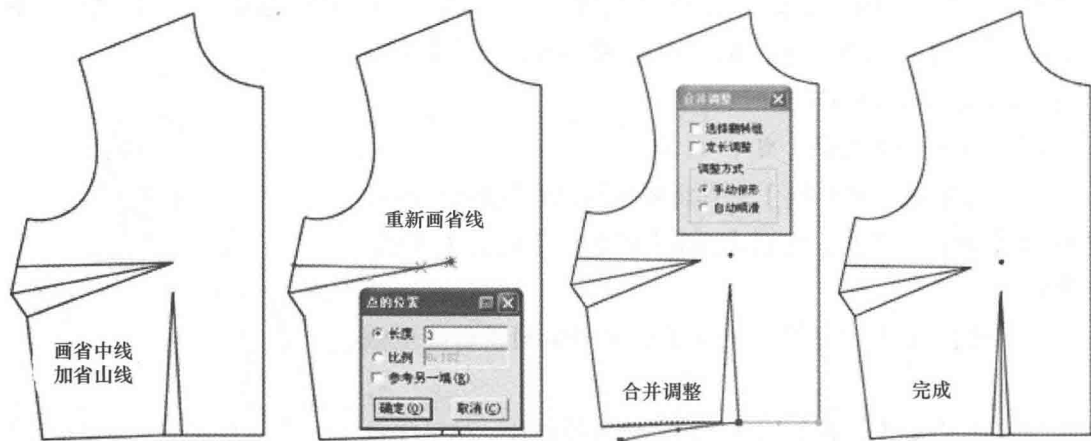 画省中线
加省山线
重新画省线
点的位置
长度 3
比例 0.182
参考另一端(R)
确定(O) 取消(C)
合并调整
选择翻转组
定长调整
调整方式
手动保形
自动顺滑
合并调整
完成